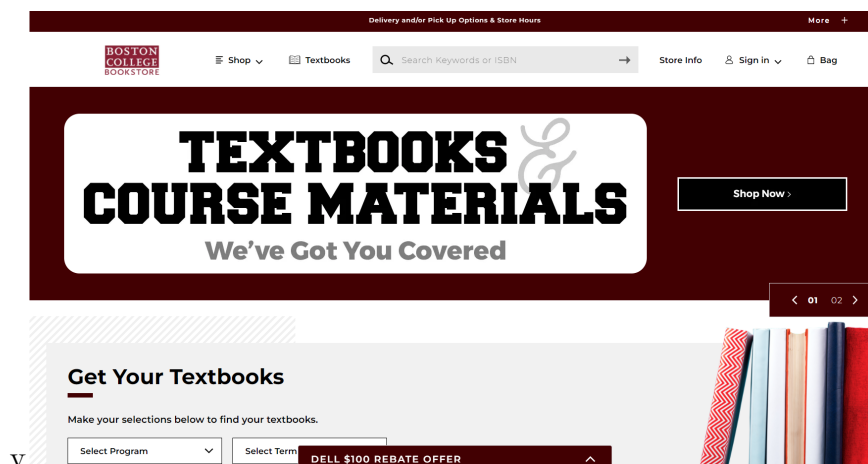 Delivery and/or Pick Up Options & Store Hours More +
BOSTON
COLLEGE
BOOKSTORE
Shop
Textbooks
Search Keywords or ISBN
Store Info
Sign in
Bag
TEXTBOOKS &
COURSE MATERIALS
We've Got You Covered
Shop Now >
< 01 02 >
Get Your Textbooks
Make your selections below to find your textbooks.
Select Program
Select Term
DELL $100 REBATE OFFER
y